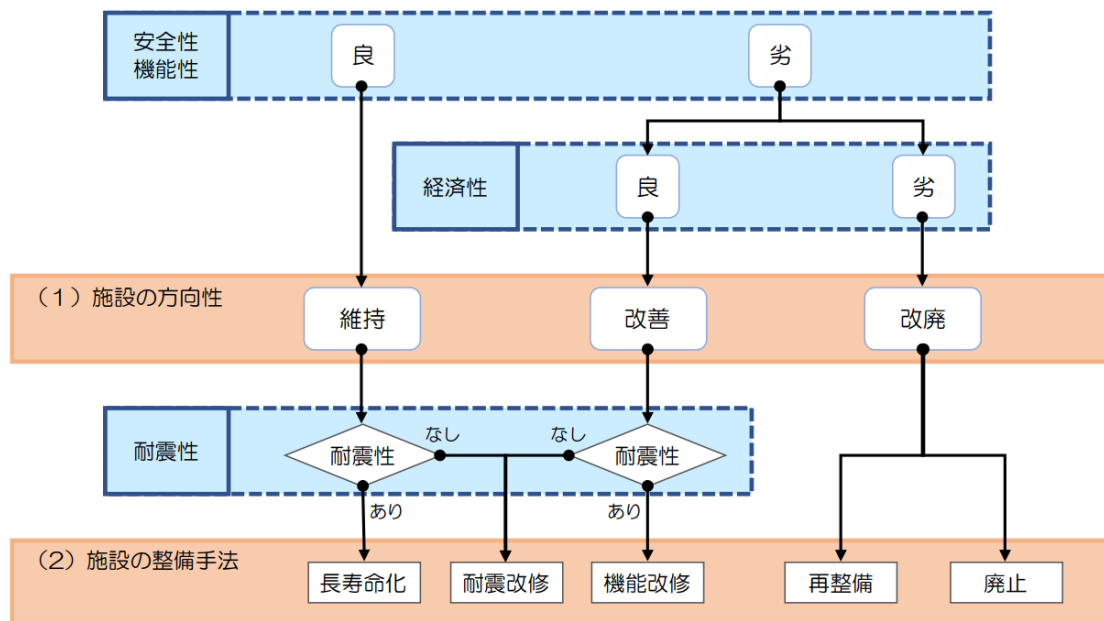 安全性
機能性
良
劣
経済性
良
劣
（１）施設の方向性
維持
改善
改廃
耐震性
耐震性
なし
なし
耐震性
あり
あり
（２）施設の整備手法
長寿命化
耐震改修
機能改修
再整備
廃止